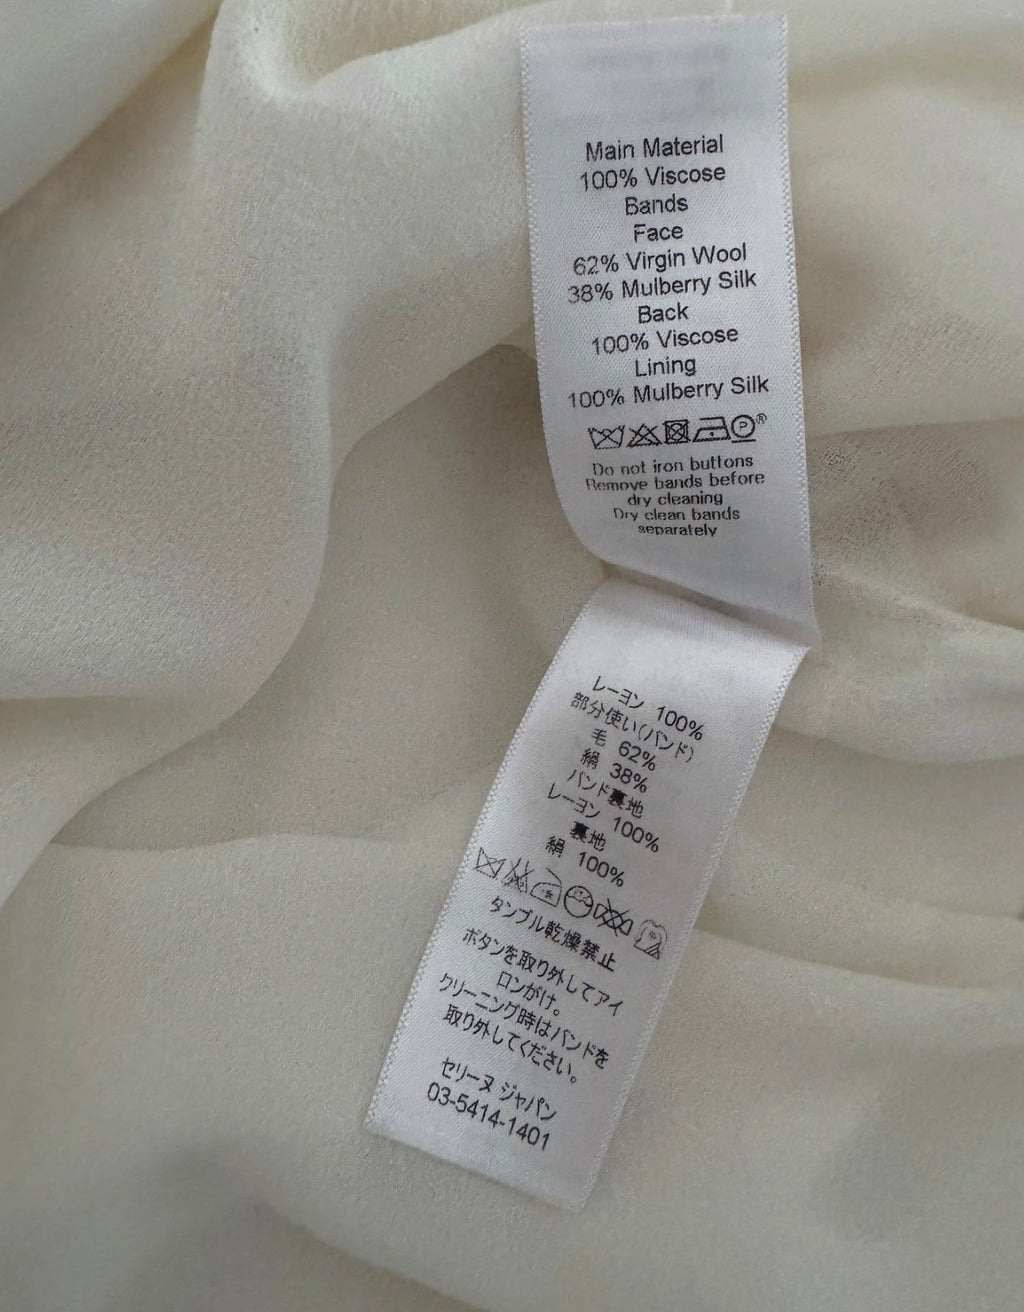 Main Material
100% Viscose
Bands
Face
62% Virgin Wool
38% Mulberry Silk
Back
100% Viscose
Lining
100% Mulberry Silk
P®
Do not iron buttons
Remove bands before
dry cleaning
Dry clean bands
separately
レーヨン 100%
部分使い(バンド)
毛 62%
絹 38%
バンド裏地
レーヨン 100%
裏地
絹 100%
タンブル乾燥禁止
ボタンを取り外してアイ
ロンがけ。
クリーニング時はバンドを
取り外してください。
セリーヌ ジャパン
03-5414-1401